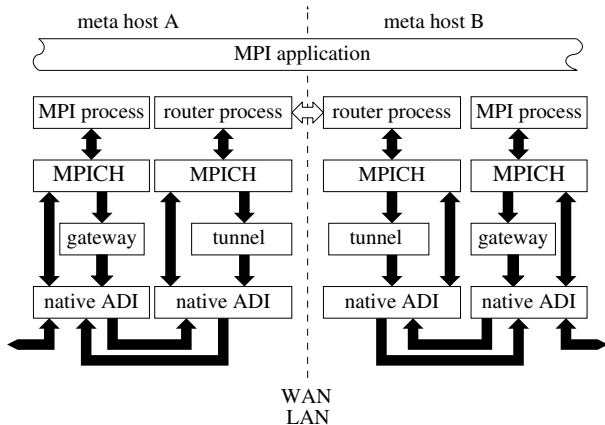 meta host A
meta host B
MPI application
MPI process
router process
router process
MPI process
MPICH
MPICH
MPICH
MPICH
gateway
tunnel
tunnel
gateway
native ADI
native ADI
native ADI
native ADI
WAN
LAN